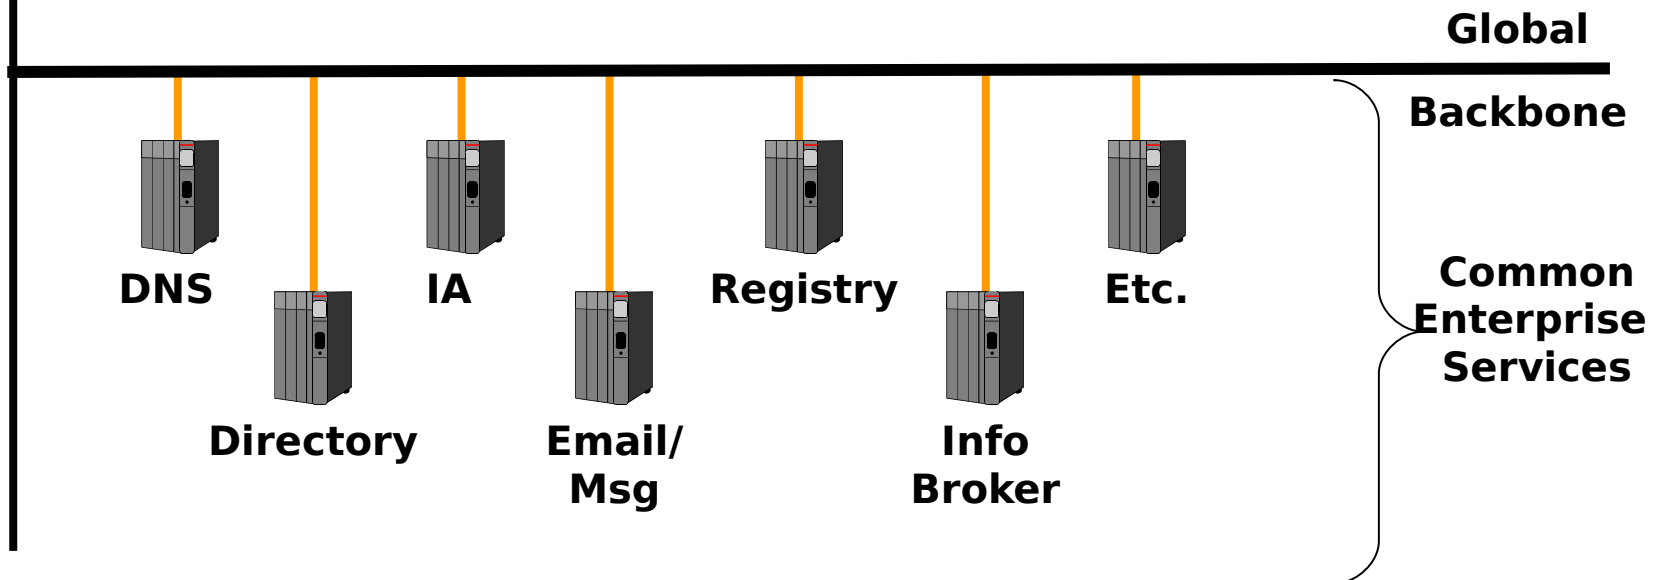 Global
Backbone
DNS
IA
Registry
Etc.
Directory
Email/
Msg
Info
Broker
Common
Enterprise
Services